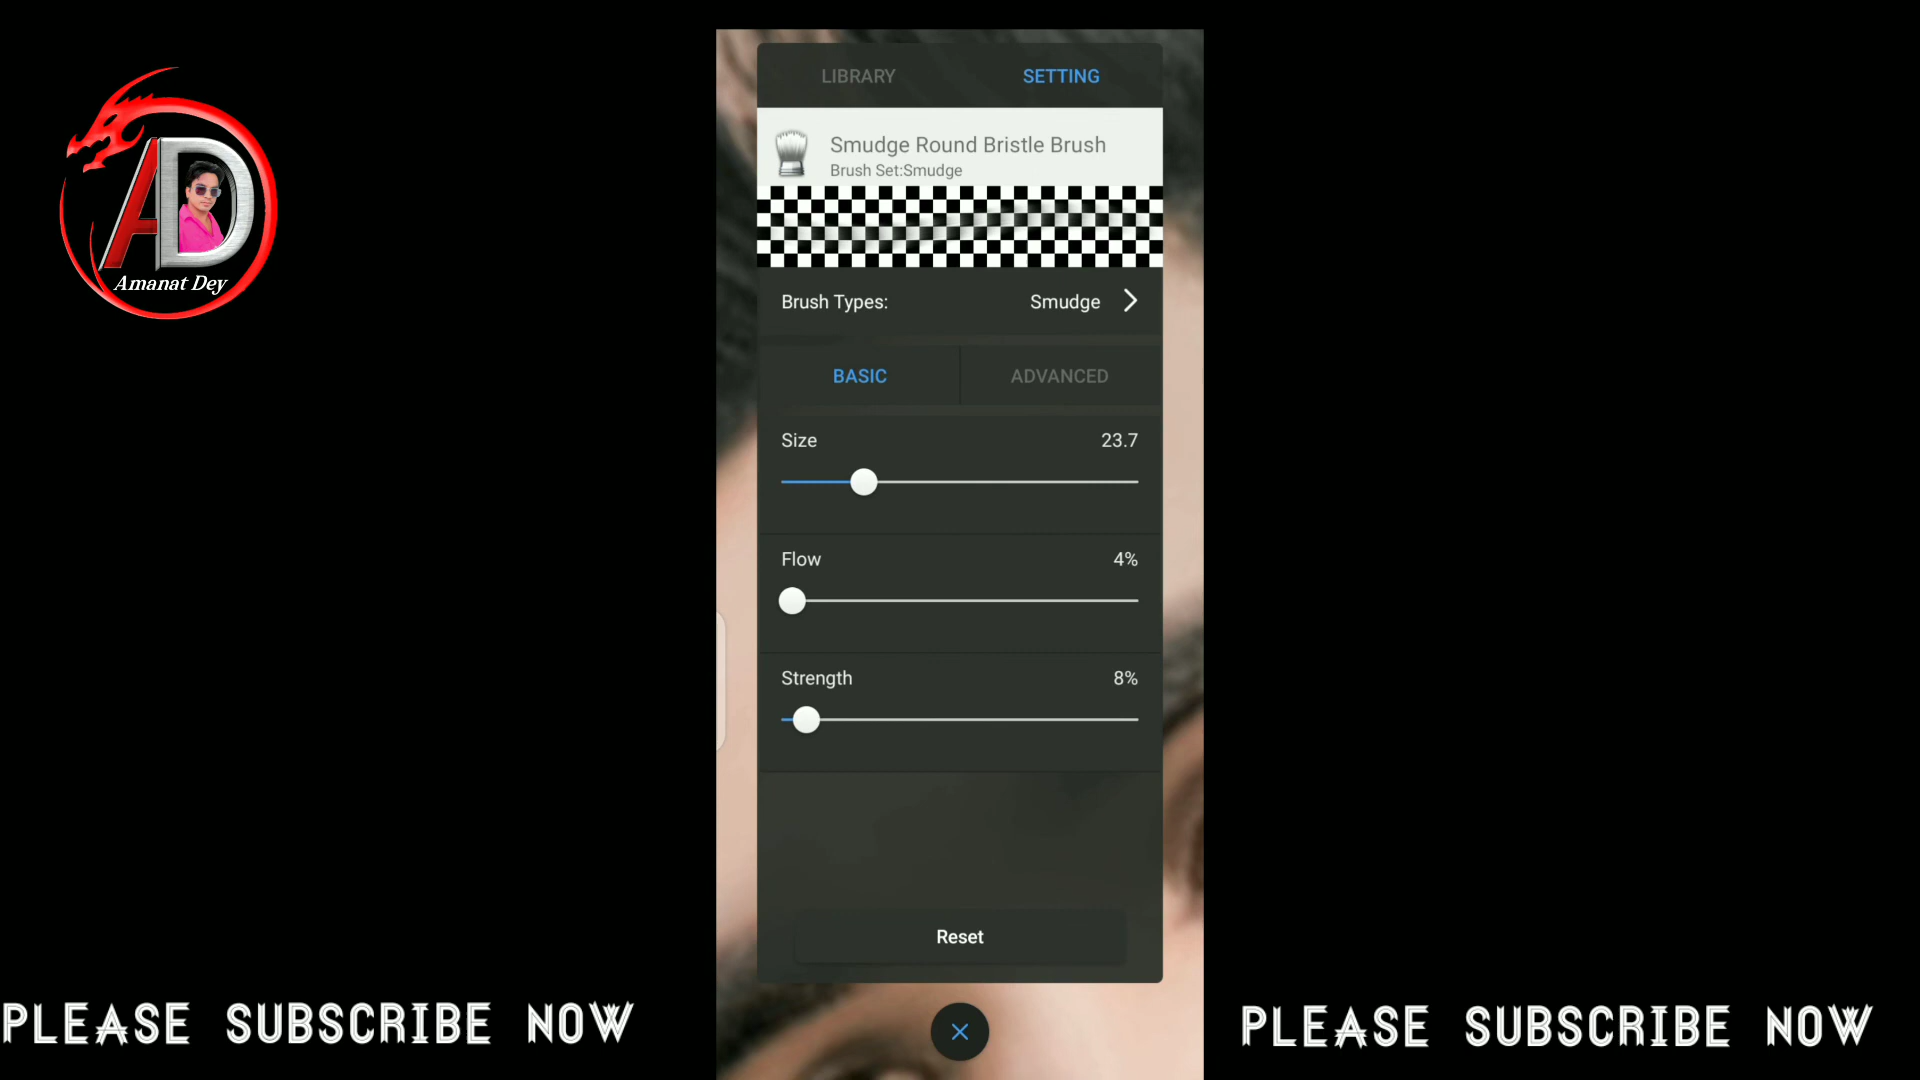 LIBRARY SETTING
Smudge Round Bristle Brush
Brush Set:Smudge
AD
Amanat Dey
Brush Types: Smudge
BASIC ADVANCED
Size 23.7
Flow 4%
Strength 8%
Reset
PLEASE SUBSCRIBE NOW
PLEASE SUBSCRIBE NOW